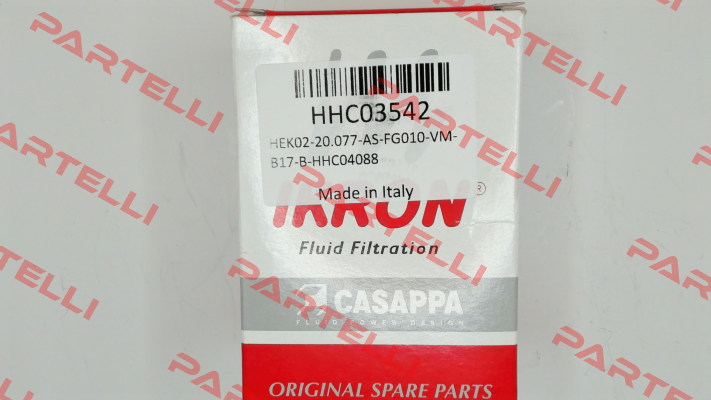 HHC03542
HEK02-20.077-AS-FG010-VM-
B17-B-HHC04088
Made in Italy
IKRON®
Fluid Filtration
CASAPPA
FLUID POWER DESIGN
ORIGINAL SPARE PARTS
PARTELLI
PARTELLI
PARTELLI
PARTELLI
PARTELLI
PARTELLI
PARTELLI
PARTELLI
PARTELLI